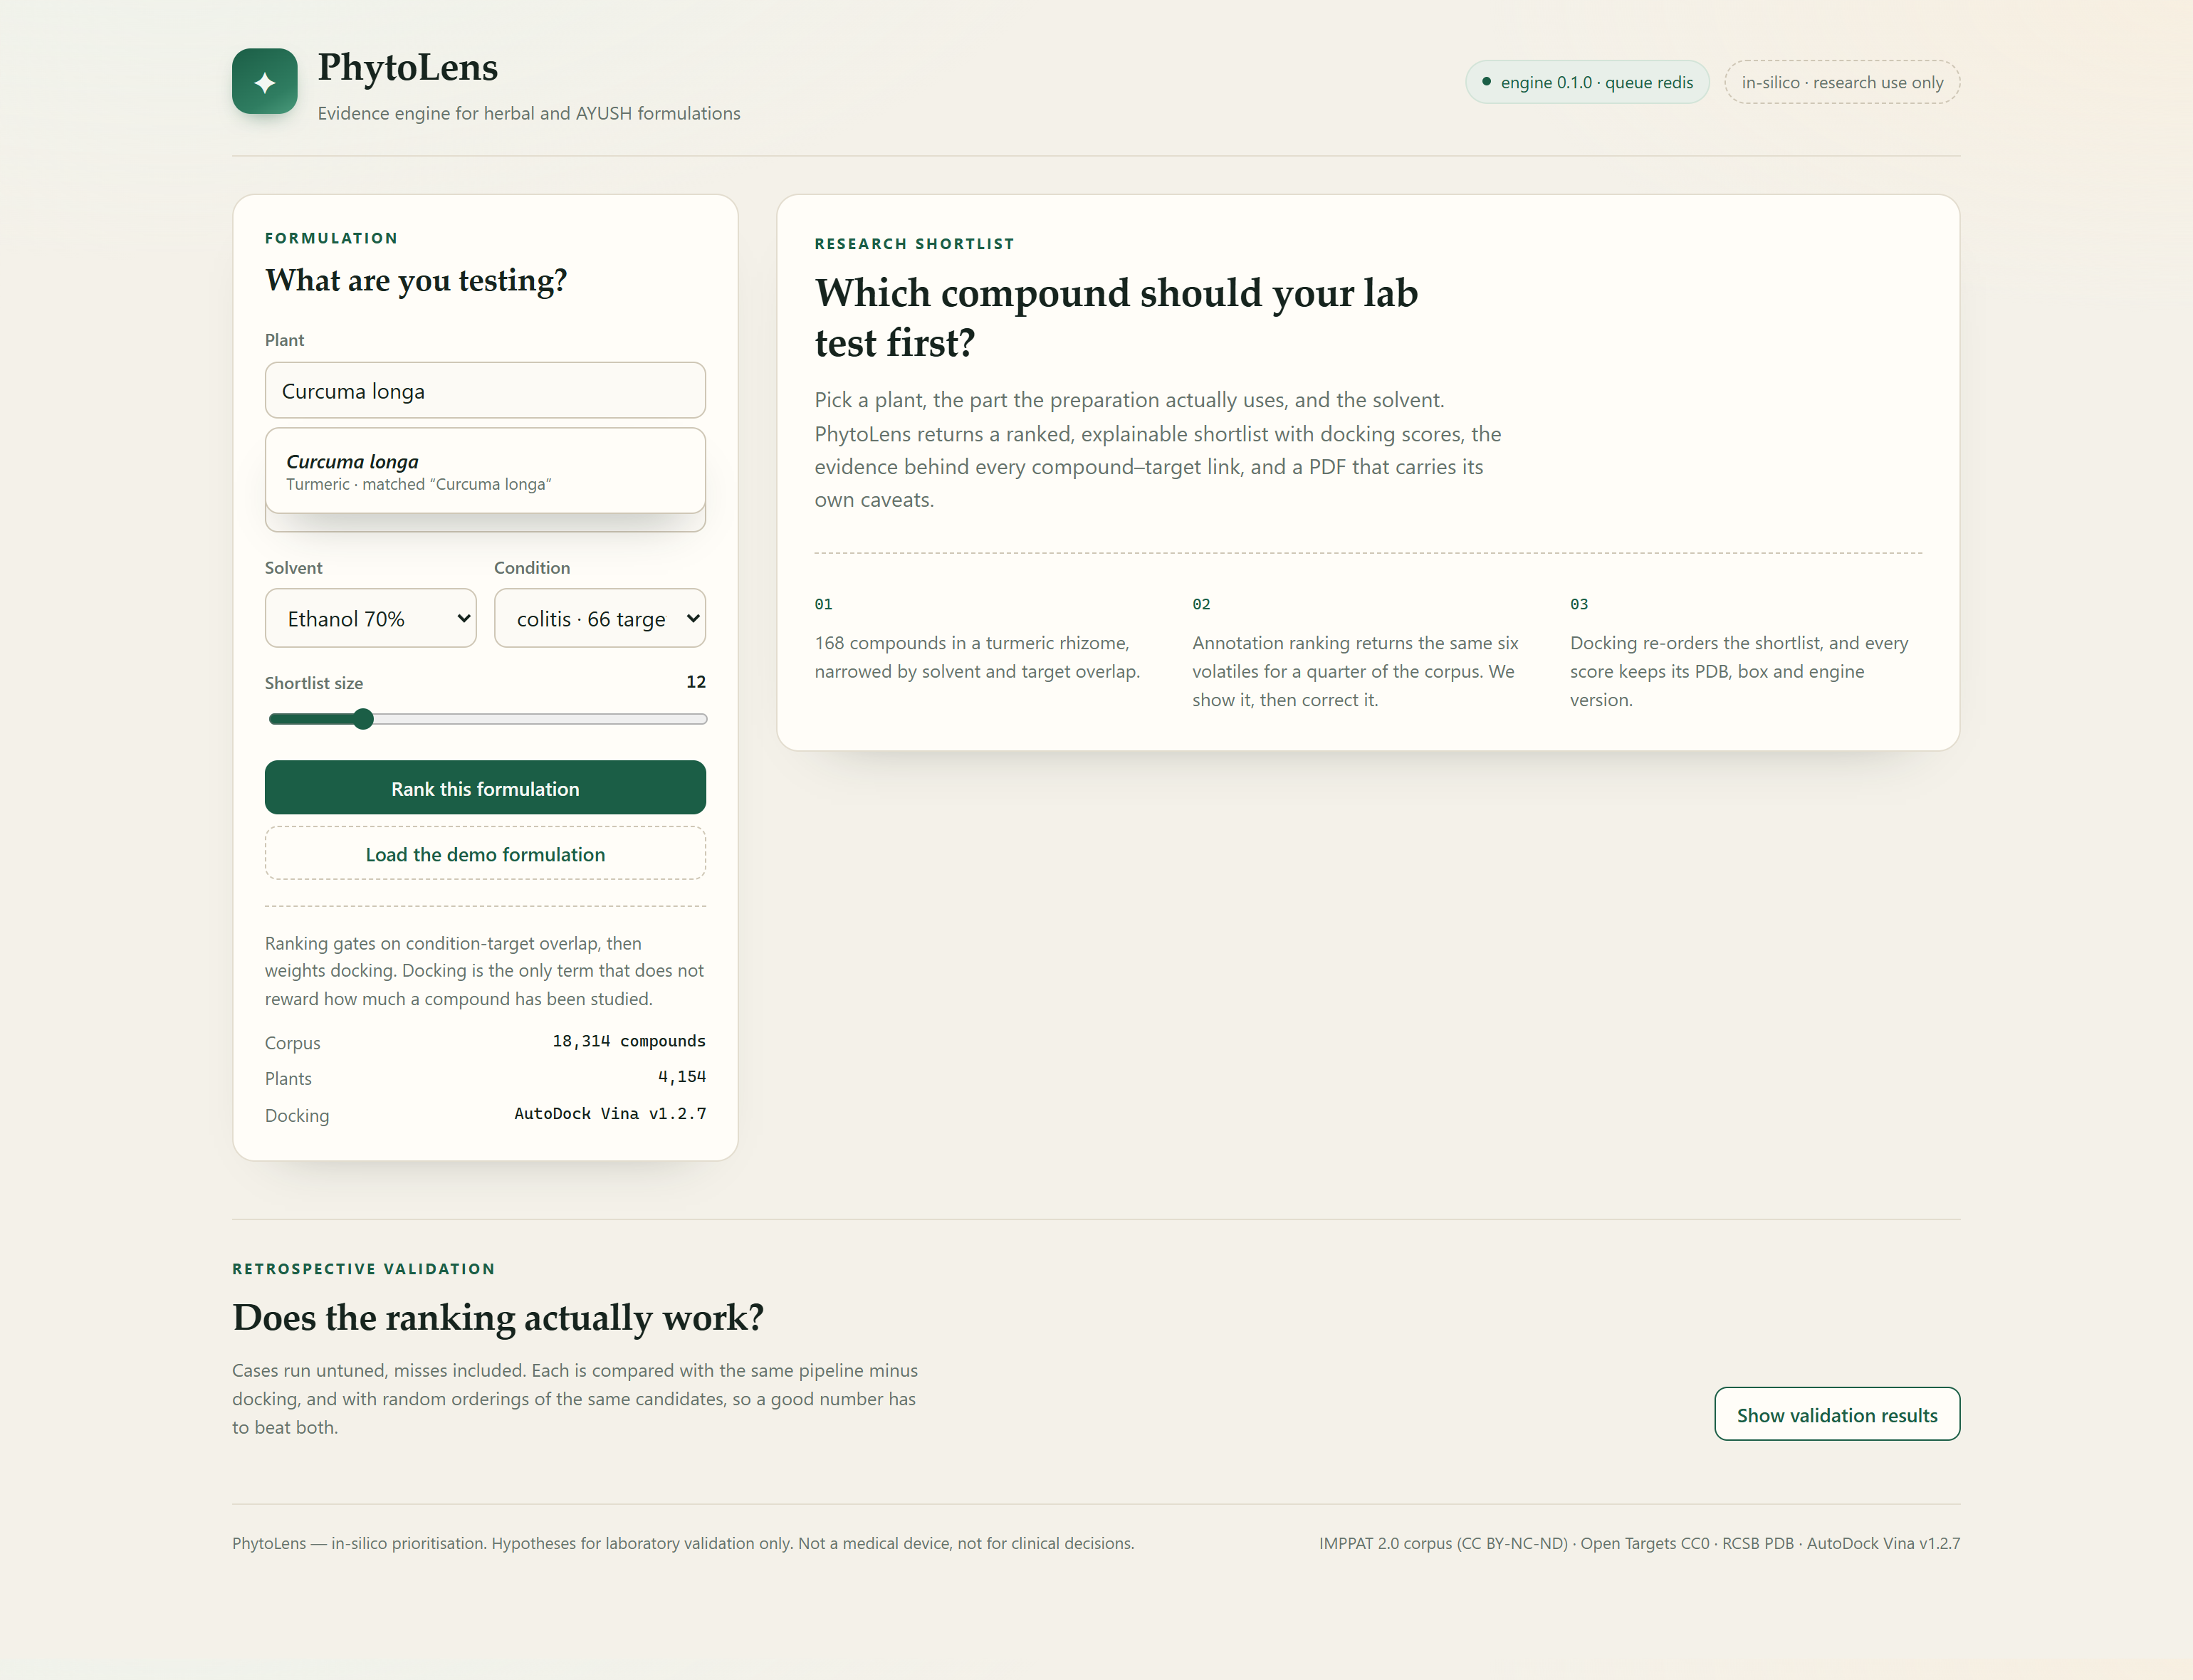 PhytoLens
Evidence engine for herbal and AYUSH formulations
engine 0.1.0 · queue redis
in-silico · research use only
FORMULATION
What are you testing?
Plant
Curcuma longa
Curcuma longa
Turmeric · matched “Curcuma longa”
Solvent
Condition
Ethanol 70%
colitis · 66 targe
Shortlist size
12
Rank this formulation
Load the demo formulation
Ranking gates on condition-target overlap, then
weights docking. Docking is the only term that does not
reward how much a compound has been studied.
Corpus
18,314 compounds
Plants
4,154
Docking
AutoDock Vina v1.2.7
RESEARCH SHORTLIST
Which compound should your lab
test first?
Pick a plant, the part the preparation actually uses, and the solvent.
PhytoLens returns a ranked, explainable shortlist with docking scores, the
evidence behind every compound–target link, and a PDF that carries its
own caveats.
01
168 compounds in a turmeric rhizome,
narrowed by solvent and target overlap.
02
Annotation ranking returns the same six
volatiles for a quarter of the corpus. We
show it, then correct it.
03
Docking re-orders the shortlist, and every
score keeps its PDB, box and engine
version.
RETROSPECTIVE VALIDATION
Does the ranking actually work?
Cases run untuned, misses included. Each is compared with the same pipeline minus
docking, and with random orderings of the same candidates, so a good number has
to beat both.
Show validation results
PhytoLens — in-silico prioritisation. Hypotheses for laboratory validation only. Not a medical device, not for clinical decisions.
IMPPAT 2.0 corpus (CC BY-NC-ND) · Open Targets CC0 · RCSB PDB · AutoDock Vina v1.2.7